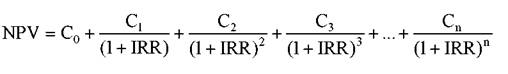 NPV = C₀ + C₁/(1 + IRR) + C₂/(1 + IRR)² + C₃/(1 + IRR)³ + ... + Cₙ/(1 + IRR)ⁿ